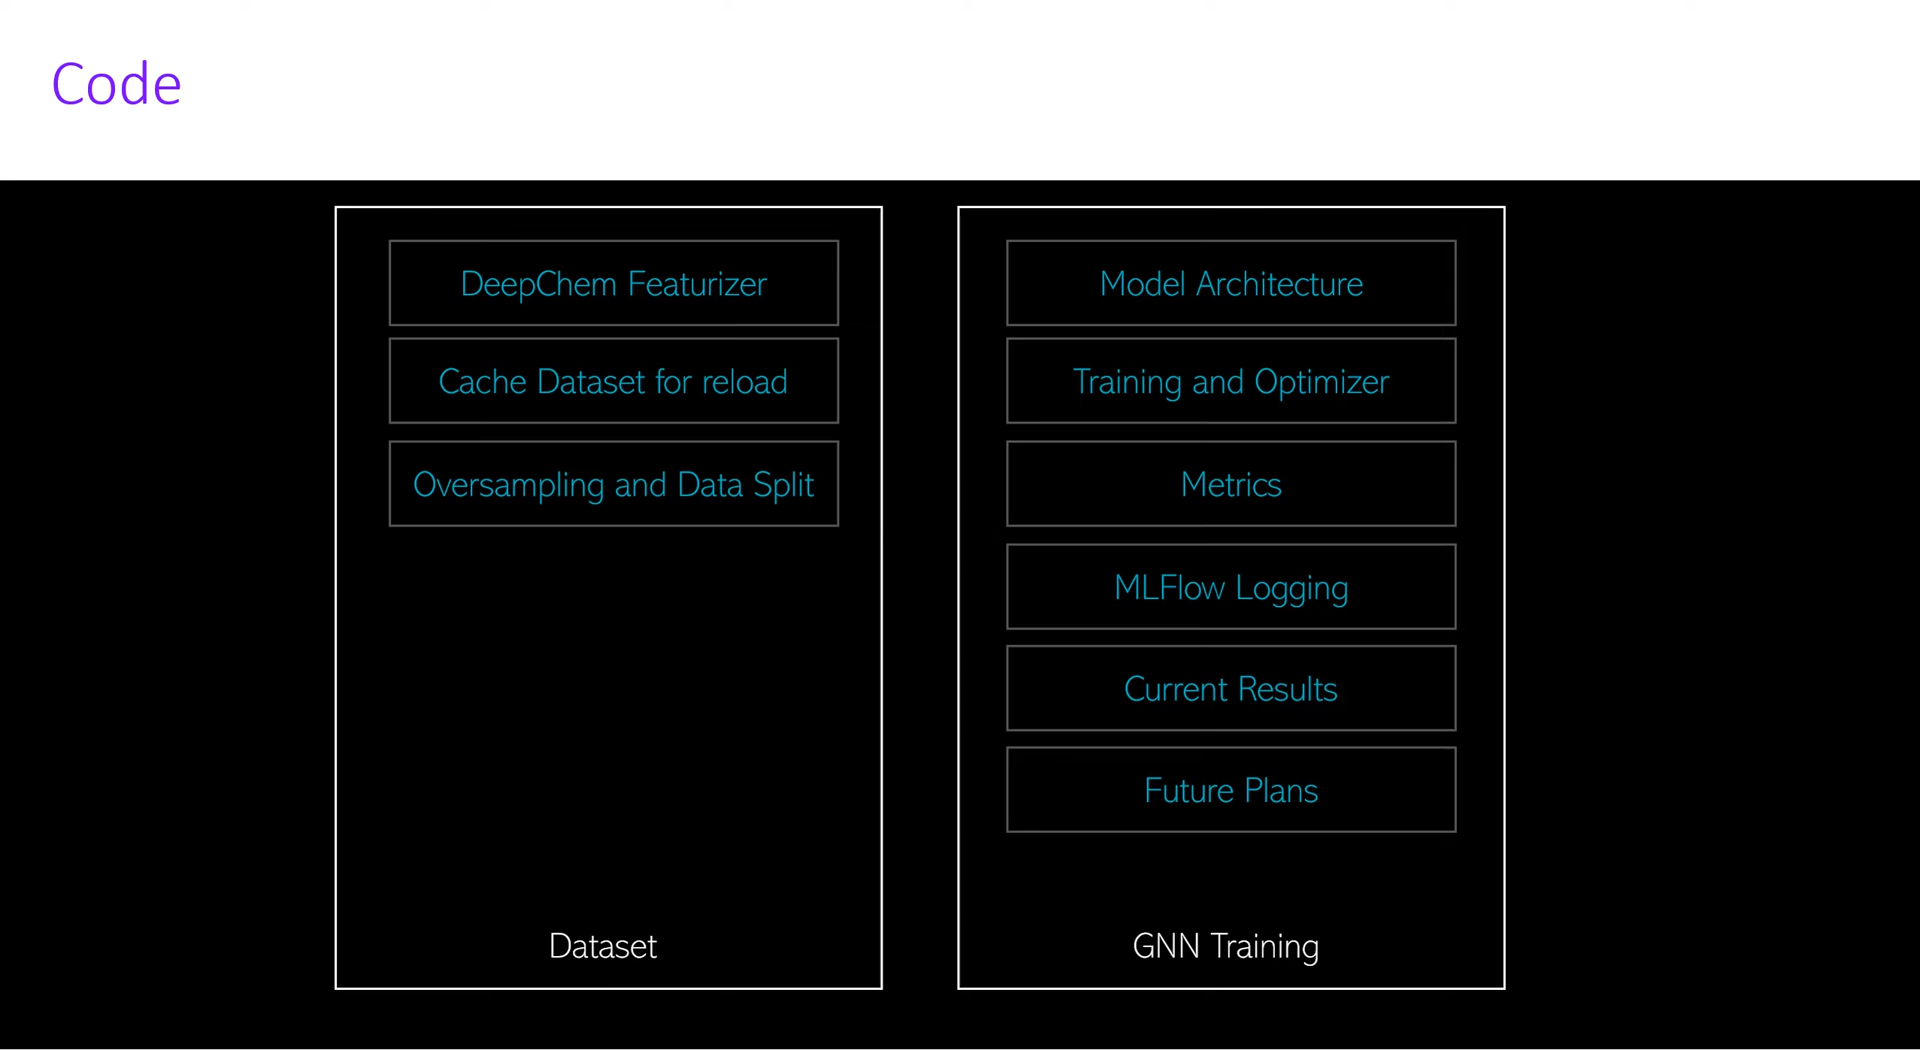 Code
DeepChem Featurizer
Cache Dataset for reload
Oversampling and Data Split
Dataset
Model Architecture
Training and Optimizer
Metrics
MLFlow Logging
Current Results
Future Plans
GNN Training